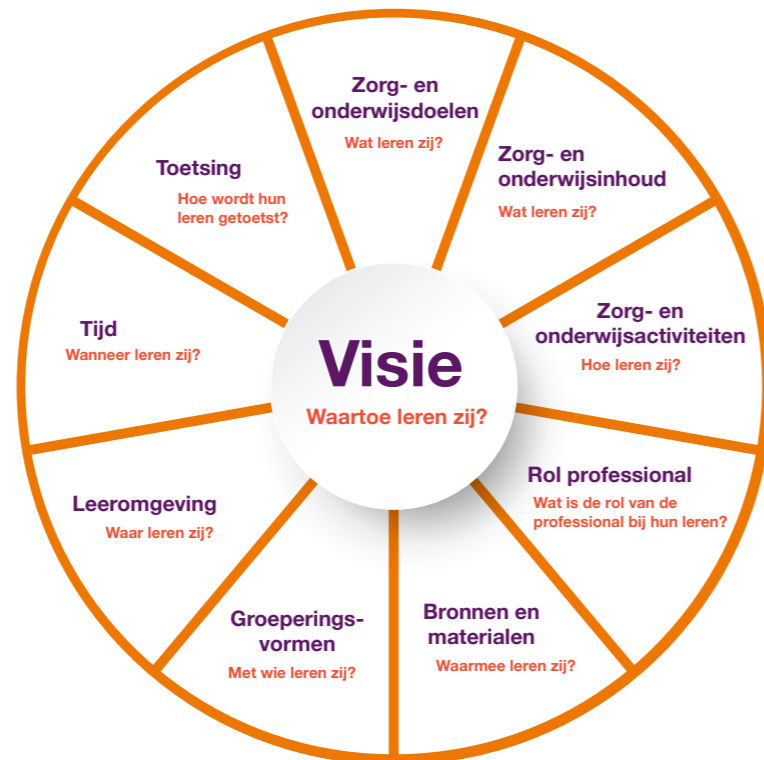 Zorg- en
onderwijsdoelen
Wat leren zij?
Zorg- en
onderwijsinhoud
Wat leren zij?
Zorg- en
onderwijsactiviteiten
Hoe leren zij?
Rol professional
Wat is de rol van de
professional bij hun leren?
Bronnen en
materialen
Waarmee leren zij?
Groeperings-
vormen
Met wie leren zij?
Leeromgeving
Waar leren zij?
Tijd
Wanneer leren zij?
Toetsing
Hoe wordt hun
leren getoetst?
Visie
Waartoe leren zij?